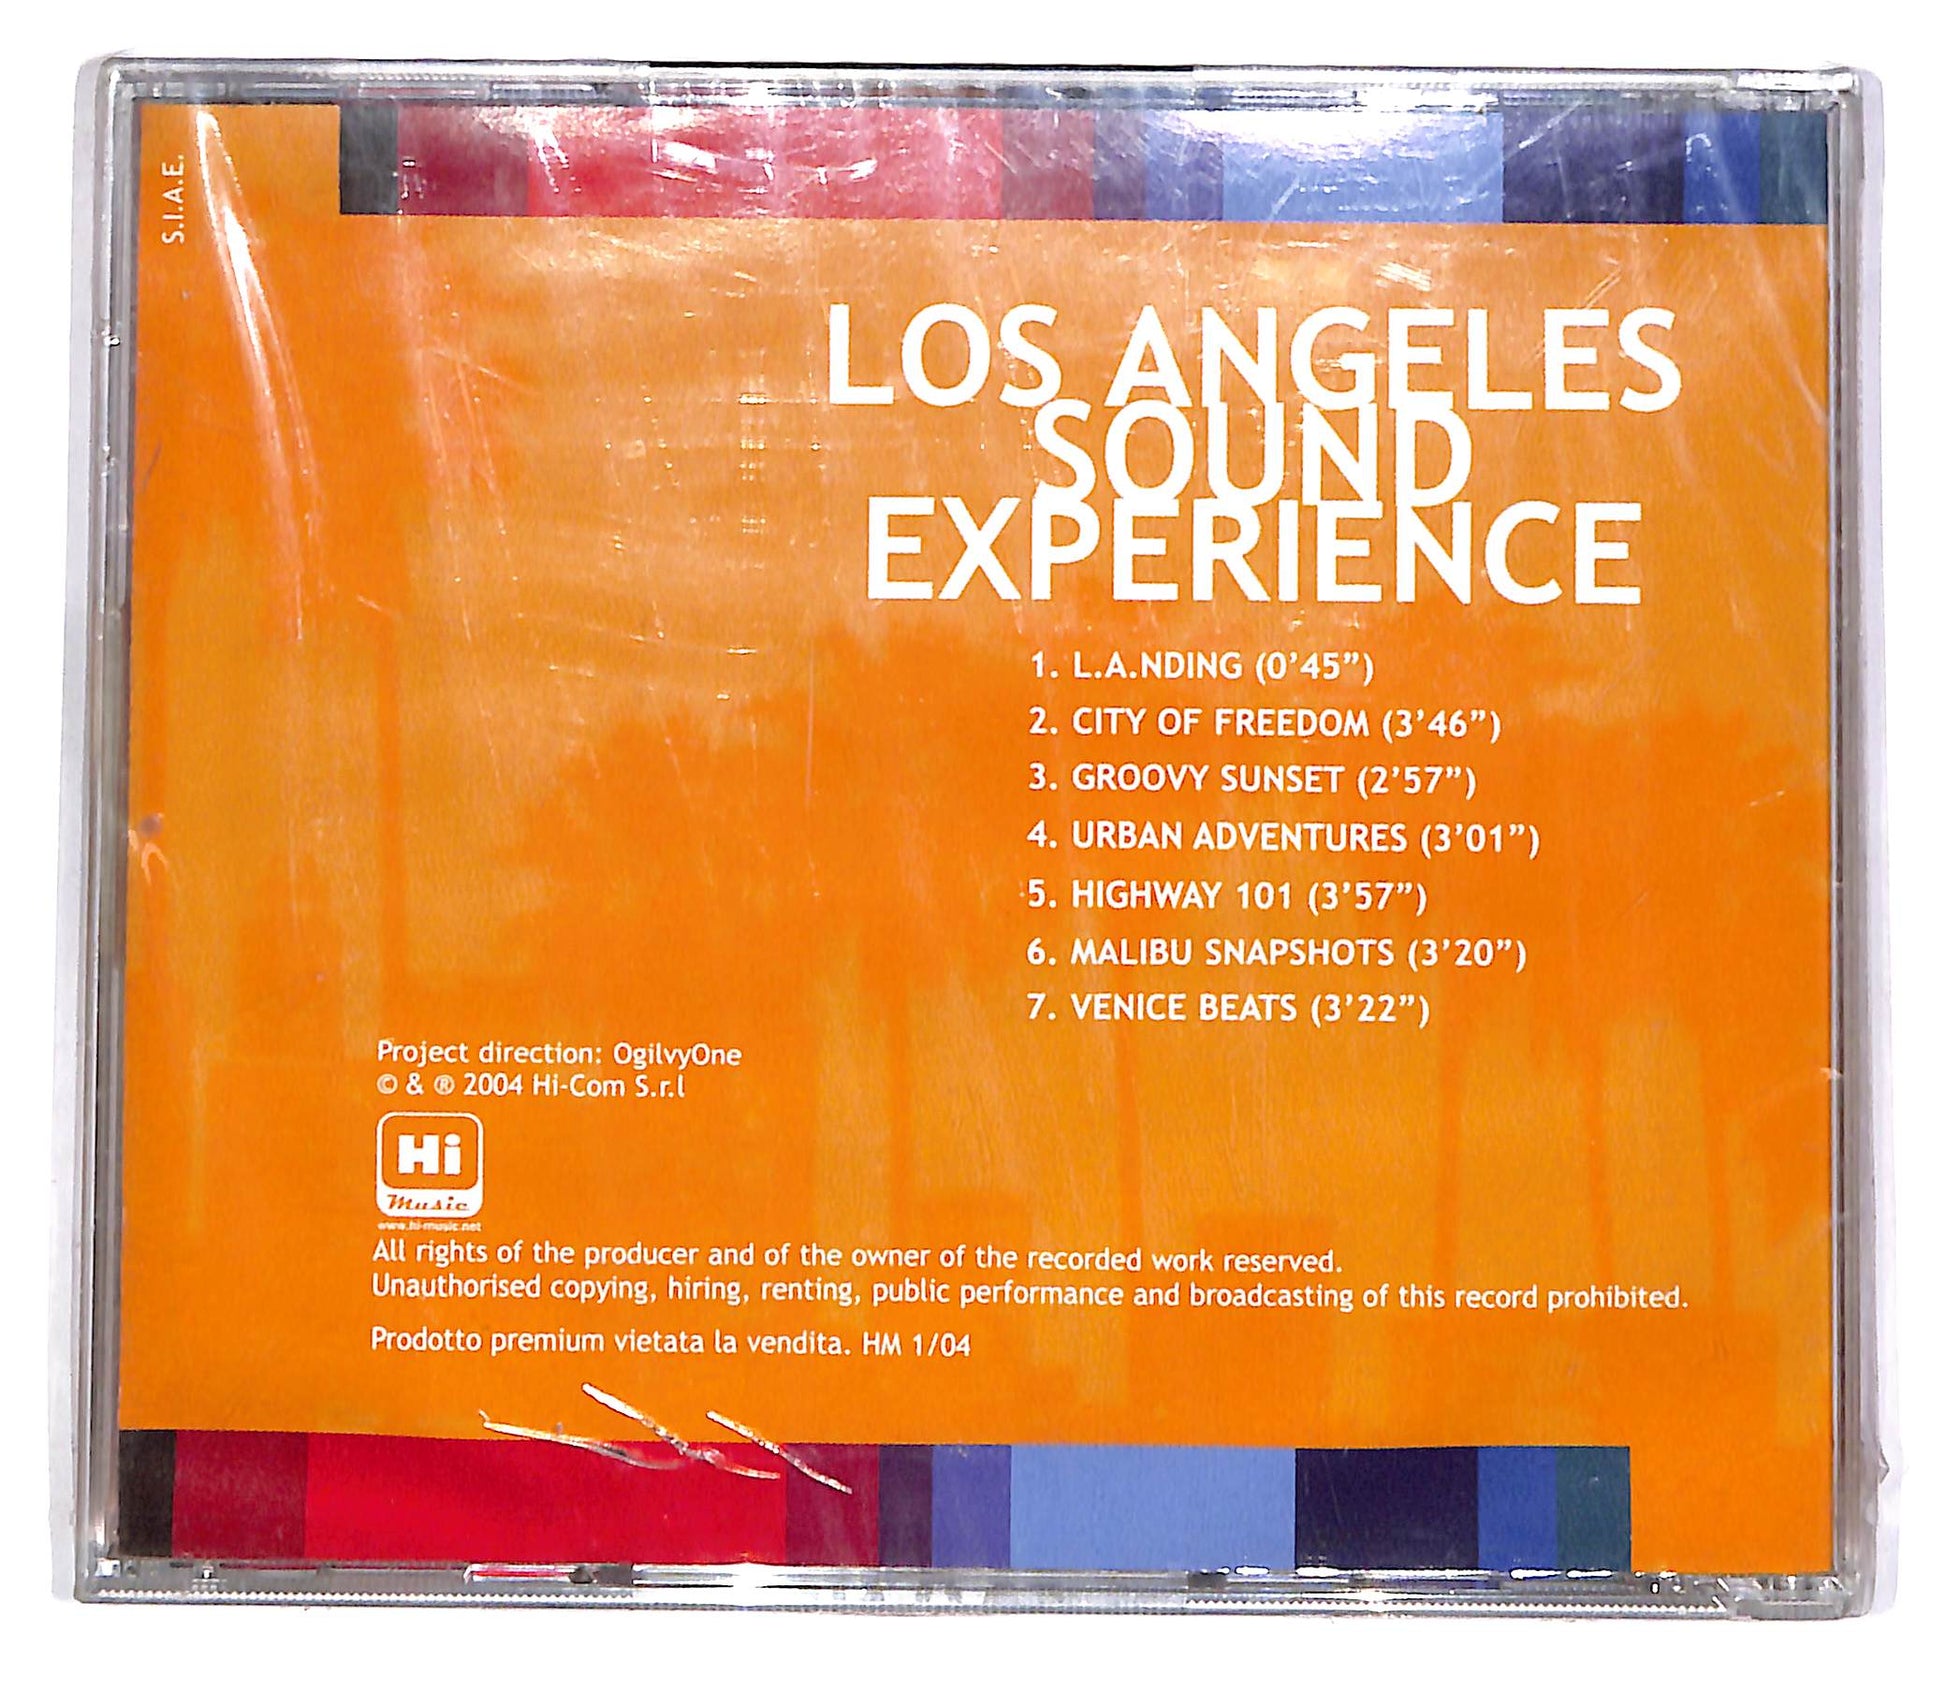 S.I.A.E.
LOS ANGELES
SOUND
EXPERIENCE
1. L.A.NDING (0'45")
2. CITY OF FREEDOM (3'46")
3. GROOVY SUNSET (2'57")
4. URBAN ADVENTURES (3'01")
5. HIGHWAY 101 (3'57")
6. MALIBU SNAPSHOTS (3'20")
7. VENICE BEATS (3'22")
Project direction: OgilvyOne
© & ® 2004 Hi-Com S.r.l
Hi
Music
www.hi-music.net
All rights of the producer and of the owner of the recorded work reserved.
Unauthorised copying, hiring, renting, public performance and broadcasting of this record prohibited.
Prodotto premium vietata la vendita. HM 1/04